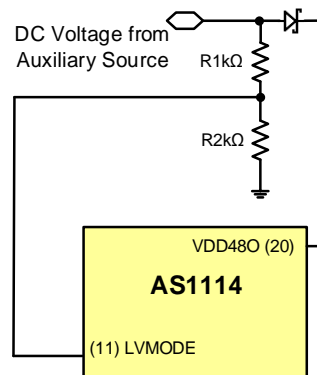 DC Voltage from
Auxiliary Source
R1kΩ
R2kΩ
VDD48O (20)
AS1114
(11) LVMODE